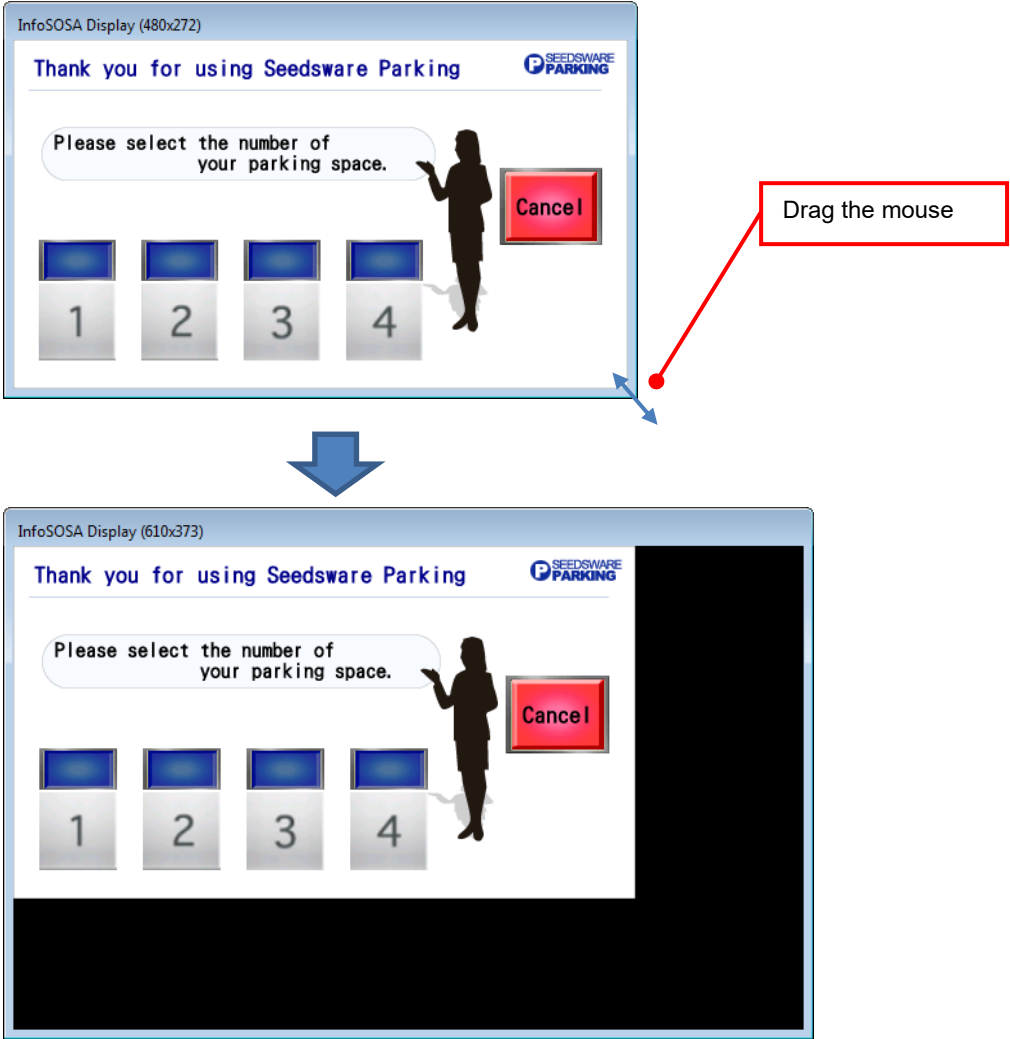 InfoSOSA Display (480x272)
Thank you for using Seedsware Parking
SEEDSWARE
PARKING
Please select the number of
your parking space.
Cancel
Drag the mouse
1 2 3 4
InfoSOSA Display (610x373)
Thank you for using Seedsware Parking
SEEDSWARE
PARKING
Please select the number of
your parking space.
Cancel
1 2 3 4